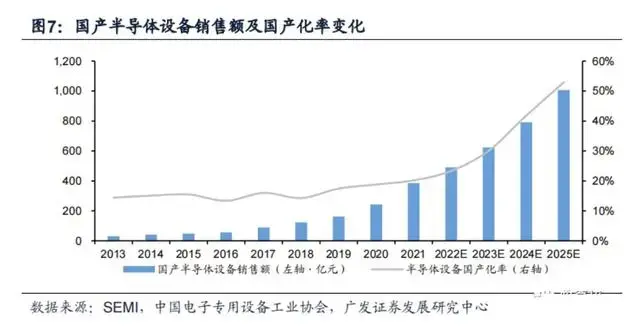 图7：国产半导体设备销售额及国产化率变化
1,200 60%
1,000 50%
800 40%
600 30%
400 20%
200 10%
0 0%
2013 2014 2015 2016 2017 2018 2019 2020 2021 2022E 2023E 2024E 2025E
国产半导体设备销售额（左轴·亿元） 半导体设备国产化率（右轴）
数据来源：SEMI，中国电子专用设备工业协会，广发证券发展研究中心